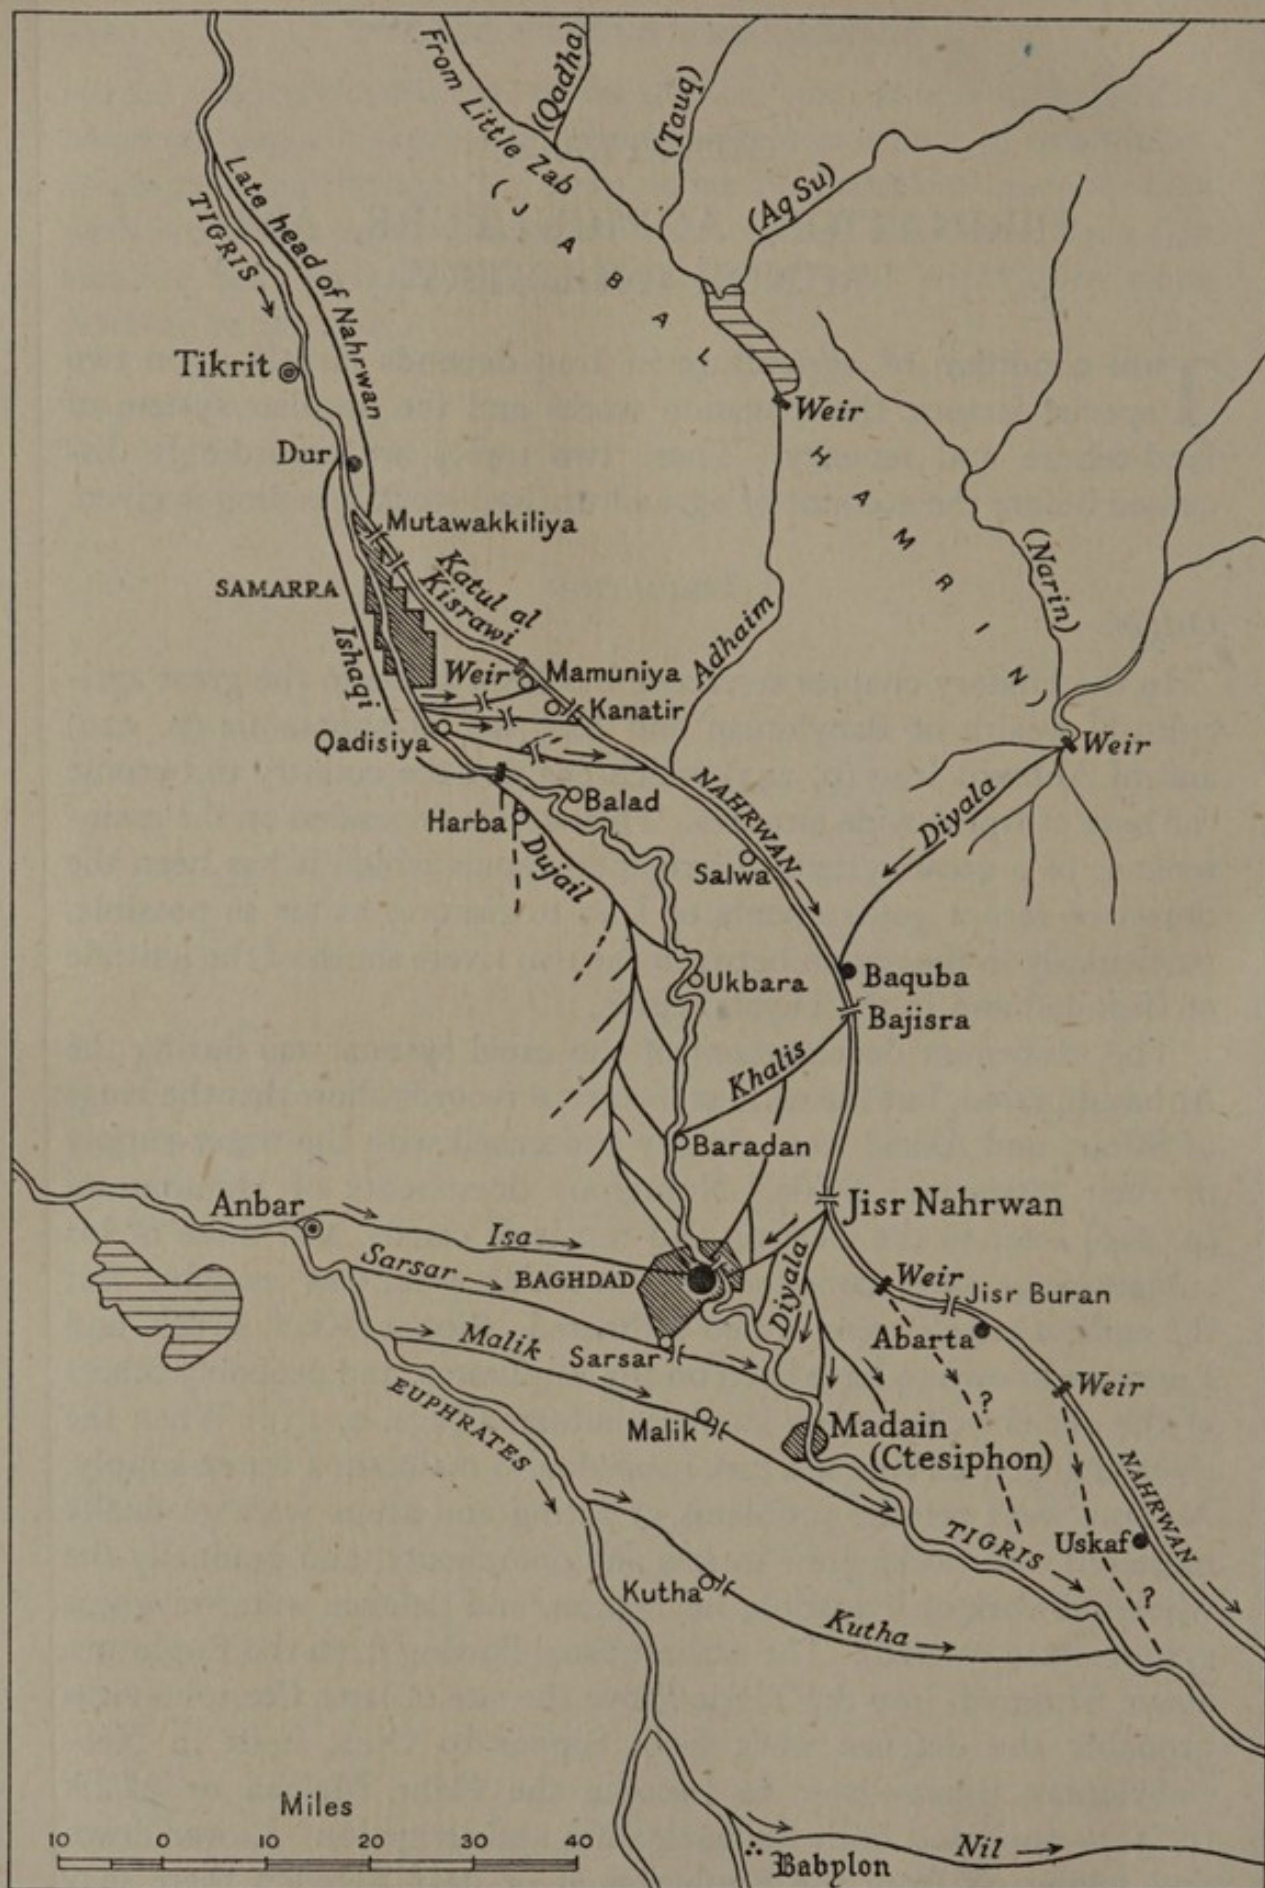 From Little Zab
(Qadha)
(Tauq)
(Aq Su)
(JABAL HAMRIN)
Late head of Nahrwan
TIGRIS
Tikrit
Weir
Dur
Mutawakkiliya
(Narin)
Katul al
Kisrawi
SAMARRA
Ishaqi
Adhaim
Weir
Mamuniya
Kanatir
Qadisiya
Weir
NAHRWAN
Balad
Harba
Diyala
Dujail
Salwa
Ukbara
Baquba
Bajisra
Khalis
Baradan
Anbar
Jisr Nahrwan
Isa
Sarsar
BAGHDAD
Diyala
Weir
Jisr Buran
Abarta
Malik
Sarsar
Weir
EUPHRATES
?
Malik
Madain
(Ctesiphon)
NAHRWAN
TIGRIS
Uskaf
Kutha
?
Kutha
Miles
10 0 10 20 30 40
Nil
Babylon